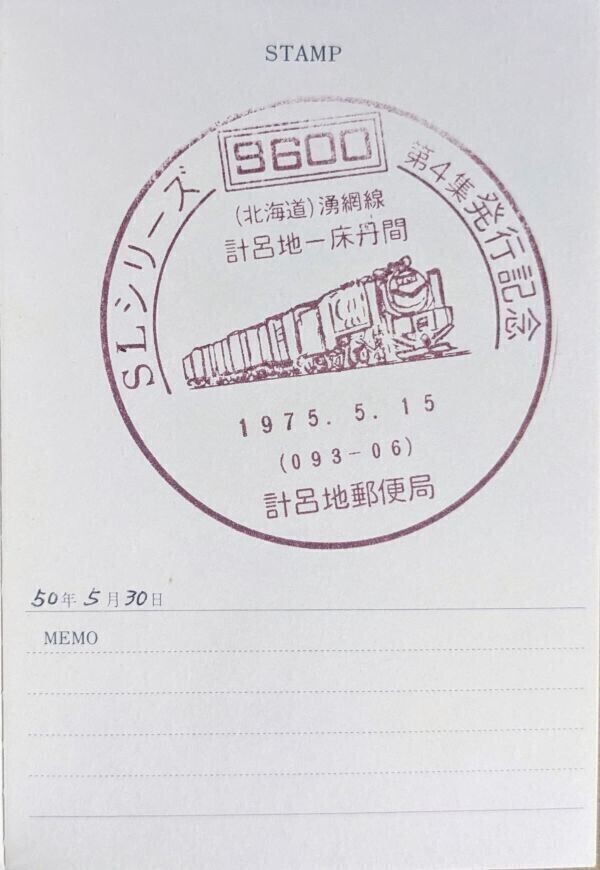 STAMP
9600
SLシリーズ 第4集発行記念
(北海道)湧網線
計呂地―床丹間
1975.5.15
(093-06)
計呂地郵便局
50年5月30日
MEMO